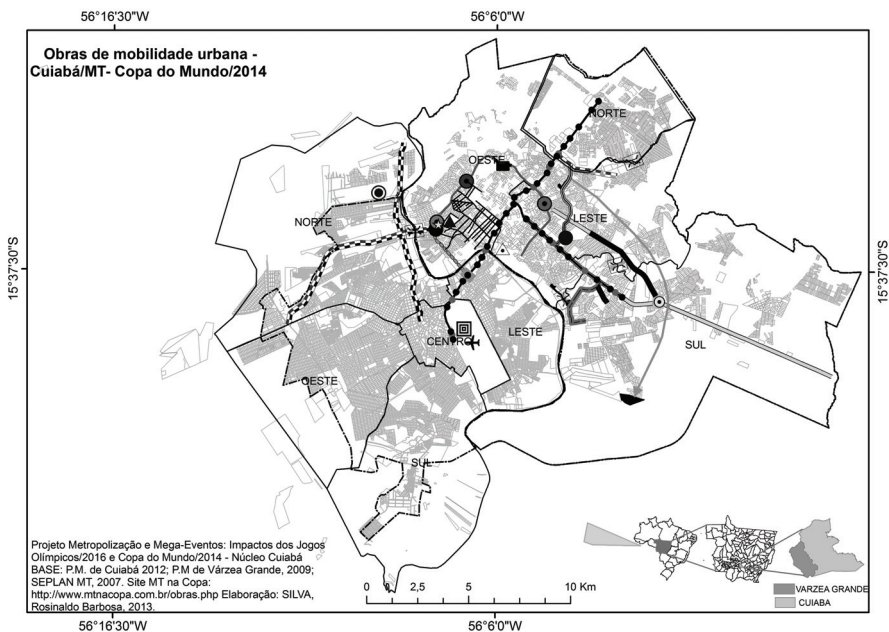 56°16'30"W
56°6'0"W
Obras de mobilidade urbana -
Cuiabá/MT- Copa do Mundo/2014
NORTE
OESTE
NORTE
LESTE
15°37'30"S
15°37'30"S
LESTE
CENTRO
SUL
OESTE
SUL
Projeto Metropolização e Mega-Eventos: Impactos dos Jogos
Olímpicos/2016 e Copa do Mundo/2014 - Núcleo Cuiabá
BASE: P.M. de Cuiabá 2012; P.M de Várzea Grande, 2009;
SEPLAN MT, 2007. Site MT na Copa:
http://www.mtnacopa.com.br/obras.php Elaboração: SILVA,
Rosinaldo Barbosa, 2013.
0 2,5 5 10 Km
VARZEA GRANDE
CUIABA
56°16'30"W
56°6'0"W